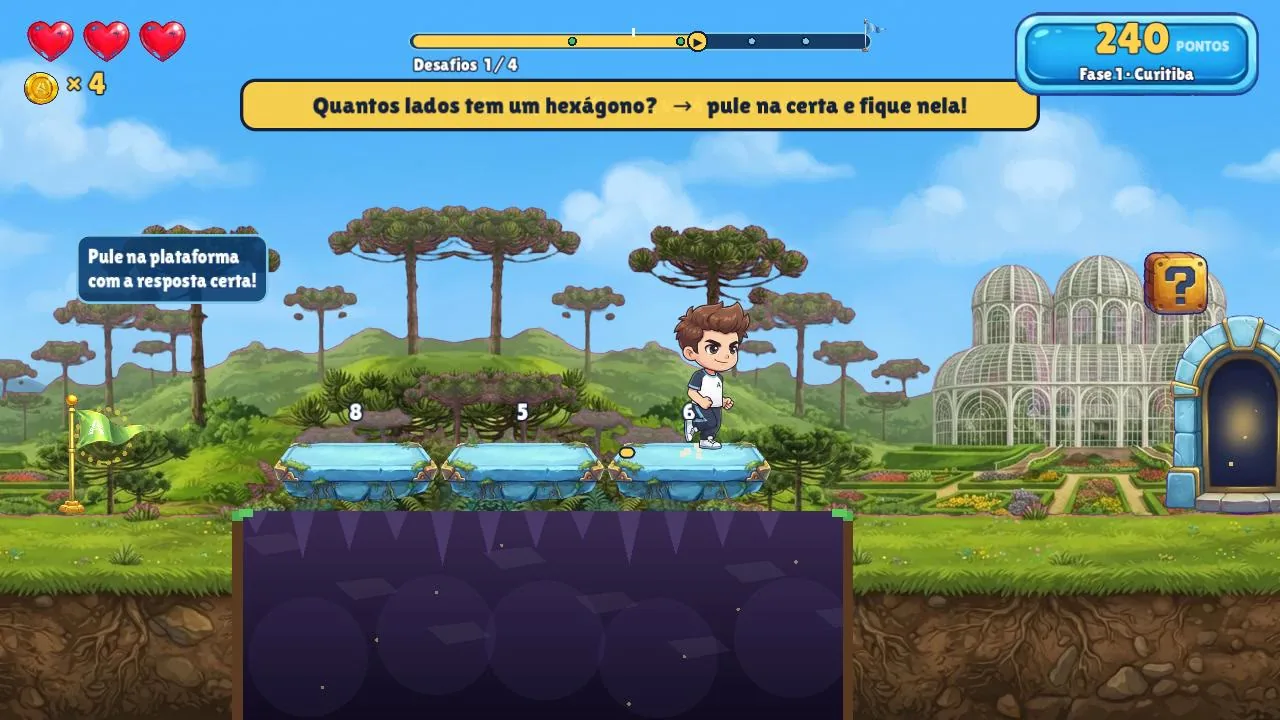 × 4
Desafios 1/4
240 PONTOS
Fase 1 · Curitiba
Quantos lados tem um hexágono? → pule na certa e fique nela!
Pule na plataforma
com a resposta certa!
?
8
5
6
A
A